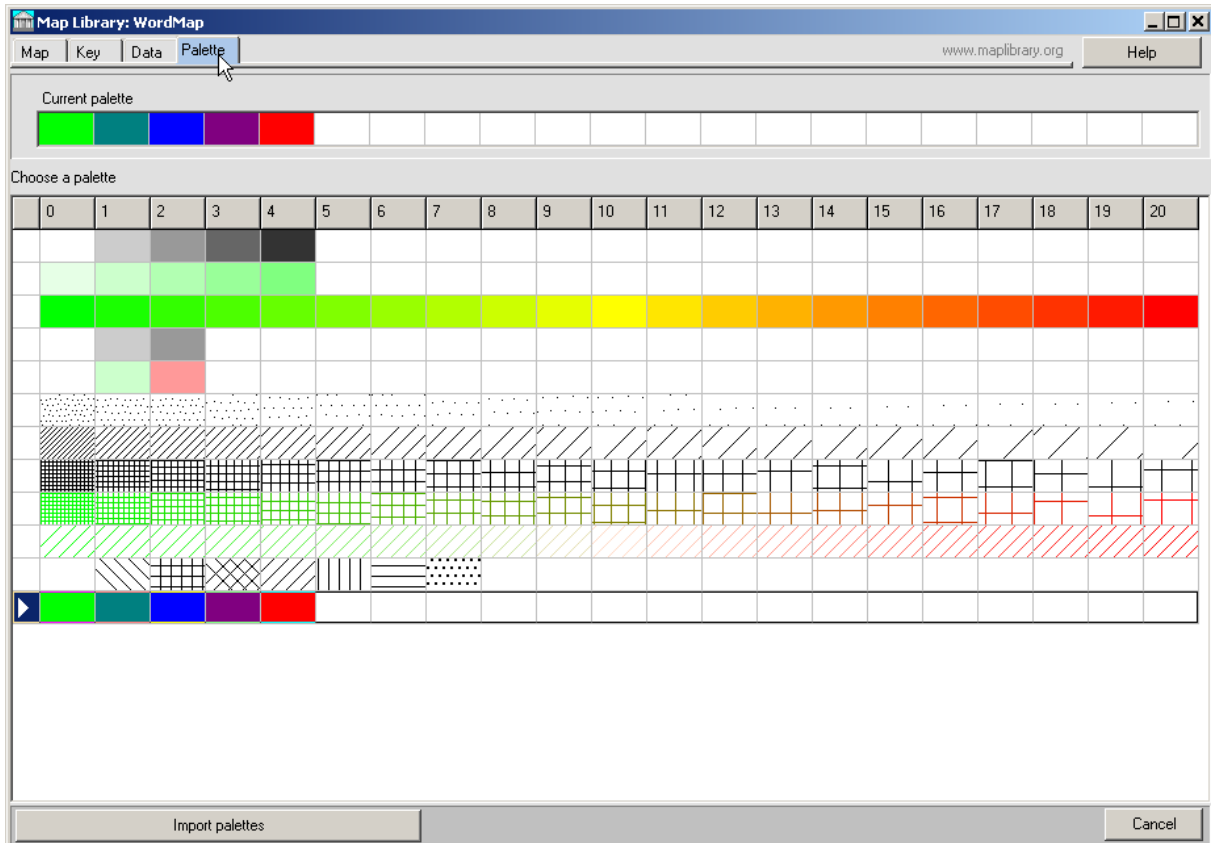 Map Library: WordMap
Map Key Data Palette www.maplibrary.org Help
Current palette
Choose a palette
0 1 2 3 4 5 6 7 8 9 10 11 12 13 14 15 16 17 18 19 20
Import palettes Cancel